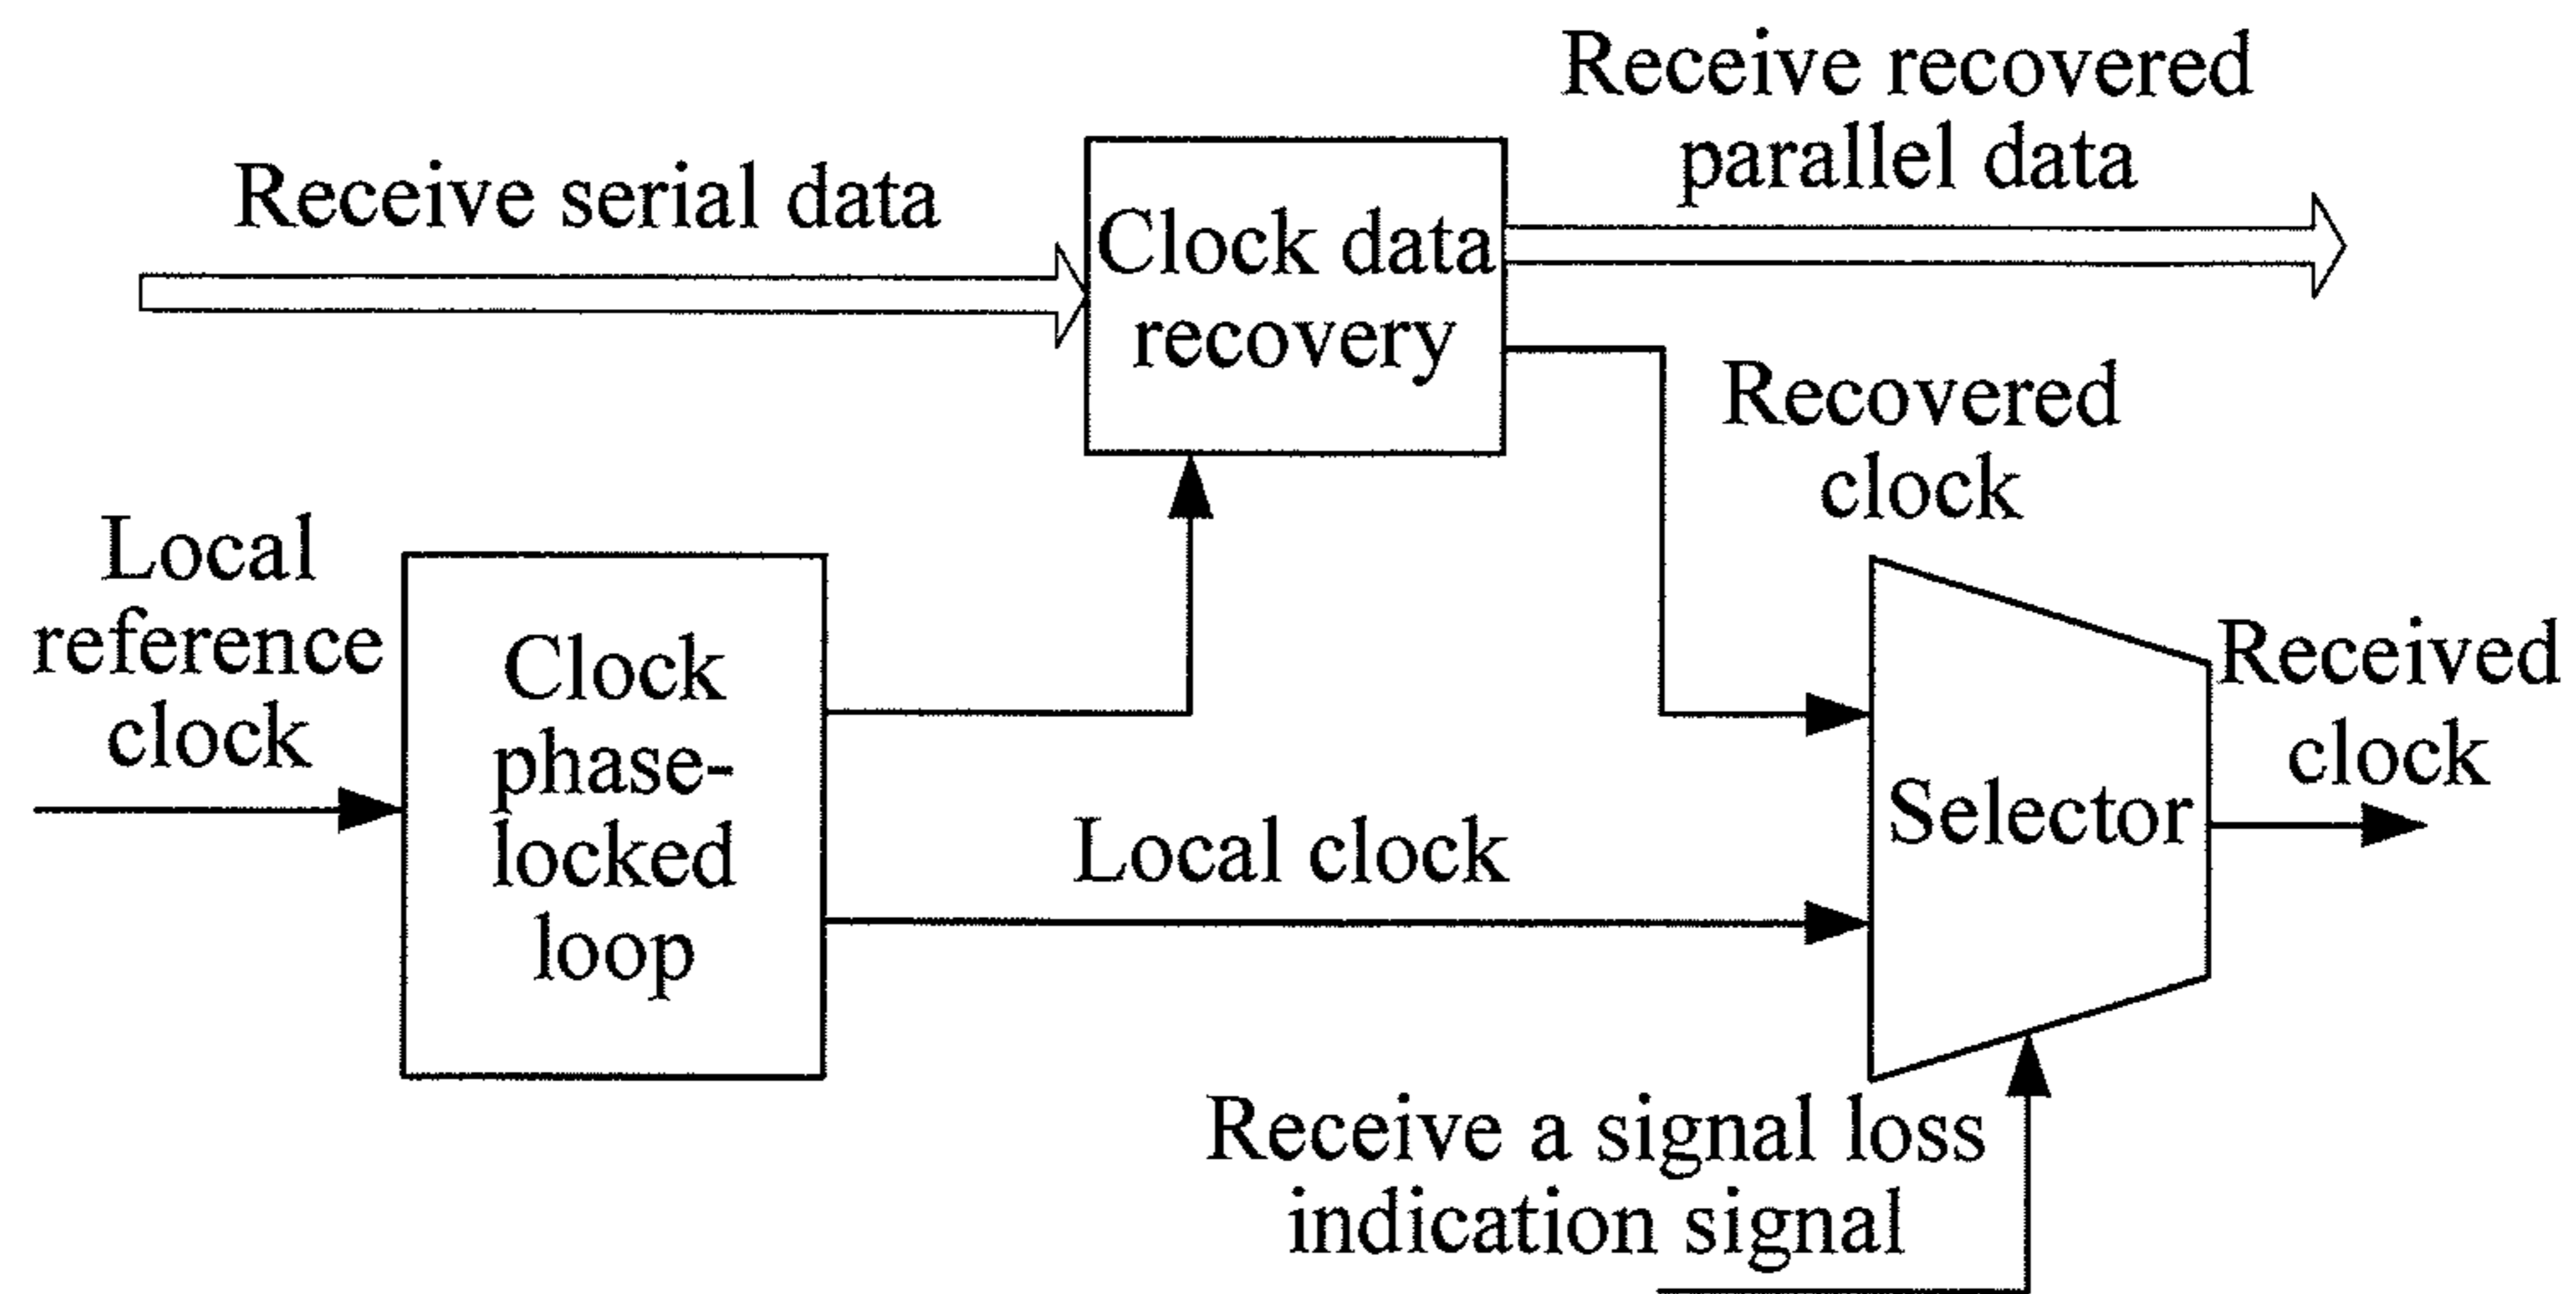 Receive recovered
parallel data
Receive serial data
Clock data
recovery
Recovered
clock
Local
reference
clock
Clock
phase-
locked
loop
Received
clock
Selector
Local clock
Receive a signal loss
indication signal